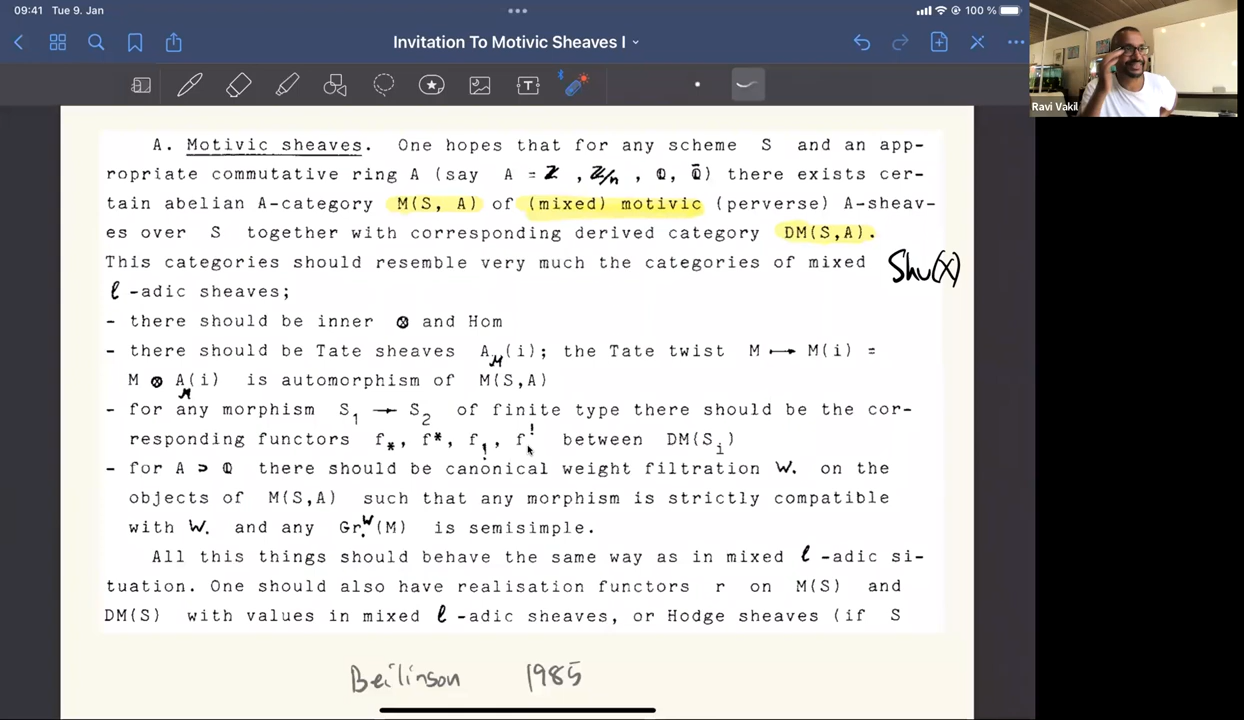 09:41 Tue 9. Jan
100 %
Invitation To Motivic Sheaves I
Ravi Vakil
A. Motivic sheaves. One hopes that for any scheme S and an app-
ropriate commutative ring A (say A = ℤ, ℤ/n, ℚ, ℚ̄) there exists cer-
tain abelian A-category M(S, A) of (mixed) motivic (perverse) A-sheav-
es over S together with corresponding derived category DM(S,A).
This categories should resemble very much the categories of mixed
Shv(X)
ℓ-adic sheaves;
- there should be inner ⊗ and Hom
- there should be Tate sheaves A_M(i); the Tate twist M ⟼ M(i) =
M ⊗ A_M(i) is automorphism of M(S,A)
- for any morphism S₁ → S₂ of finite type there should be the cor-
responding functors f_*, f*, f_!, f^! between DM(S_i)
- for A ⊃ ℚ there should be canonical weight filtration W. on the
objects of M(S,A) such that any morphism is strictly compatible
with W. and any Gr.^W(M) is semisimple.
All this things should behave the same way as in mixed ℓ-adic si-
tuation. One should also have realisation functors r on M(S) and
DM(S) with values in mixed ℓ-adic sheaves, or Hodge sheaves (if S
Beilinson 1985